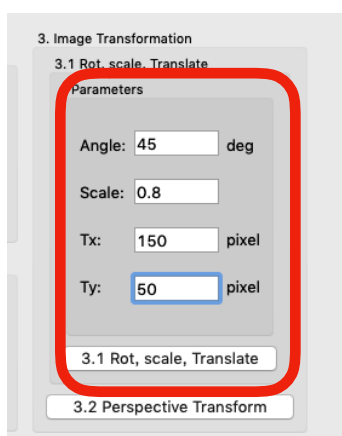 3. Image Transformation
3.1 Rot, scale, Translate
Parameters
Angle: 45 deg
Scale: 0.8
Tx: 150 pixel
Ty: 50 pixel
3.1 Rot, scale, Translate
3.2 Perspective Transform